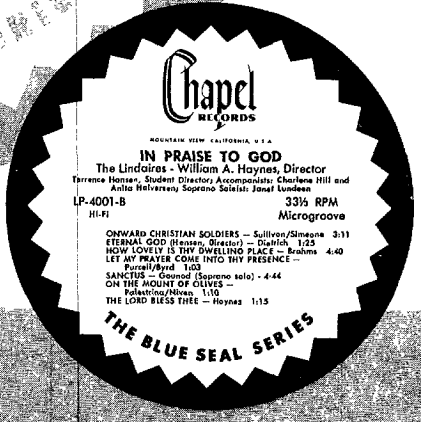 Chapel
RECORDS
MOUNTAIN VIEW CALIFORNIA, U S A
IN PRAISE TO GOD
The Lindaires - William A. Haynes, Director
Terrence Hansen, Student Director; Accompanists: Charlene Hill and
Anita Halversen; Soprano Soloist: Janet Lundeen
LP-4001-B 33⅓ RPM
HI-FI Microgroove
ONWARD CHRISTIAN SOLDIERS — Sullivan/Simeone 3:11
ETERNAL GOD (Hansen, Director) — Dietrich 1:25
HOW LOVELY IS THY DWELLING PLACE — Brahms 4:40
LET MY PRAYER COME INTO THY PRESENCE —
Purcell/Byrd 1:03
SANCTUS — Gounod (Soprano solo) - 4:44
ON THE MOUNT OF OLIVES —
Palestrina/Niven 1:10
THE LORD BLESS THEE — Haynes 1:15
THE BLUE SEAL SERIES